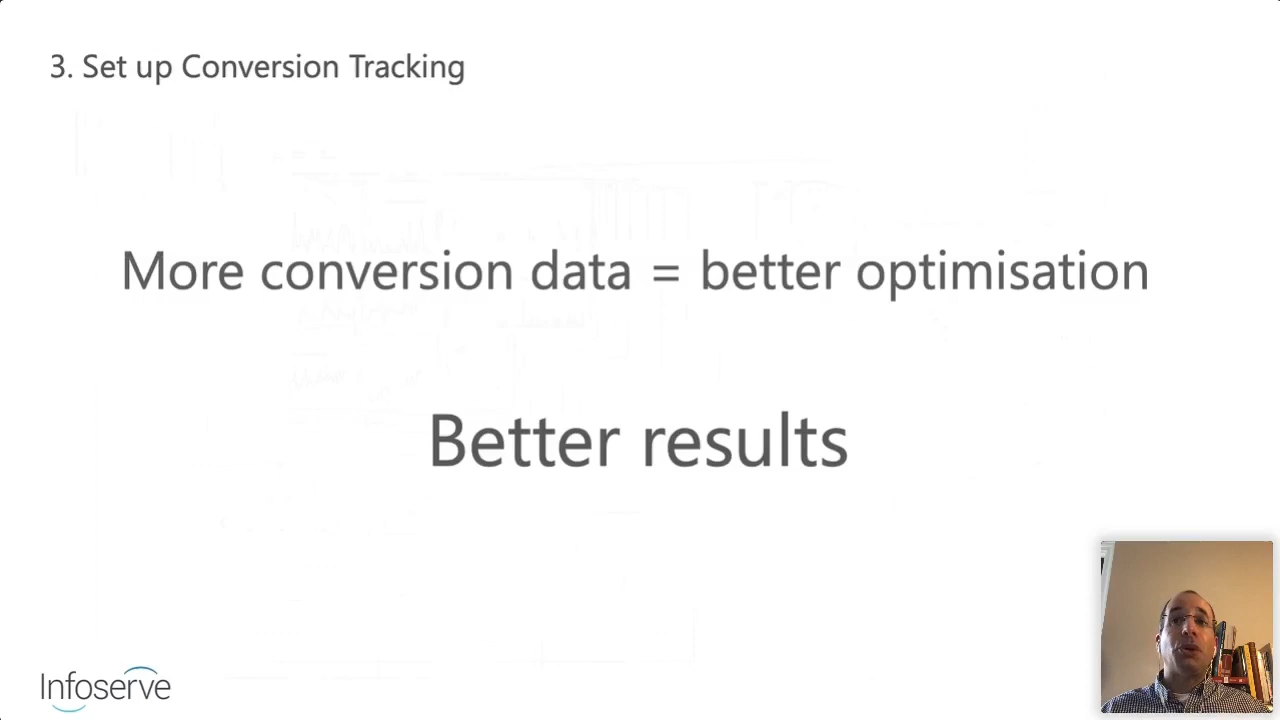 3. Set up Conversion Tracking
More conversion data = better optimisation
Better results
Infoserve